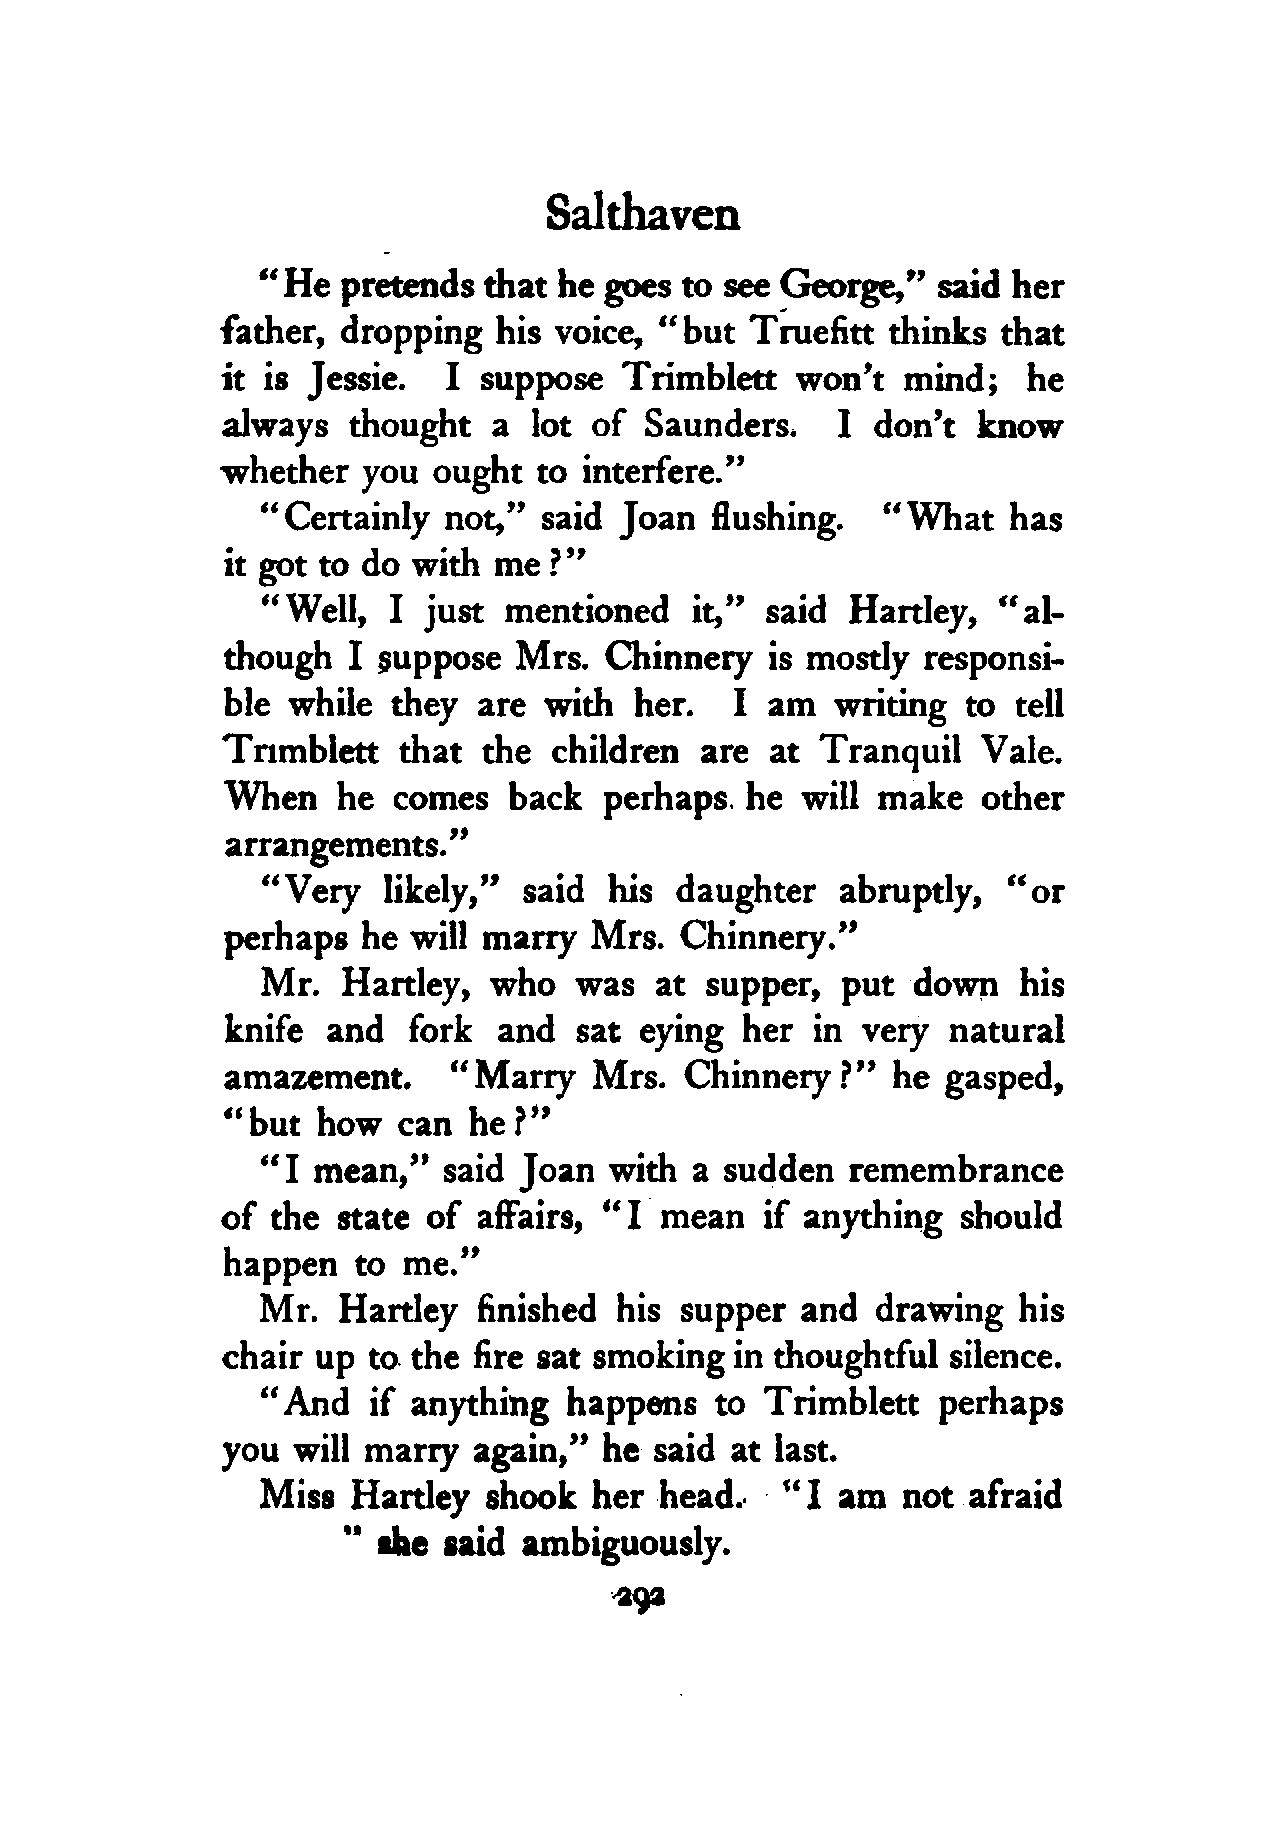 Salthaven
"He pretends that he goes to see George," said her
father, dropping his voice, "but Truefitt thinks that
it is Jessie. I suppose Trimblett won't mind; he
always thought a lot of Saunders. I don't know
whether you ought to interfere."
"Certainly not," said Joan flushing. "What has
it got to do with me?"
"Well, I just mentioned it," said Hartley, "al-
though I suppose Mrs. Chinnery is mostly responsi-
ble while they are with her. I am writing to tell
Trimblett that the children are at Tranquil Vale.
When he comes back perhaps he will make other
arrangements."
"Very likely," said his daughter abruptly, "or
perhaps he will marry Mrs. Chinnery."
Mr. Hartley, who was at supper, put down his
knife and fork and sat eying her in very natural
amazement. "Marry Mrs. Chinnery?" he gasped,
"but how can he?"
"I mean," said Joan with a sudden remembrance
of the state of affairs, "I mean if anything should
happen to me."
Mr. Hartley finished his supper and drawing his
chair up to the fire sat smoking in thoughtful silence.
"And if anything happens to Trimblett perhaps
you will marry again," he said at last.
Miss Hartley shook her head. "I am not afraid
" she said ambiguously.
292